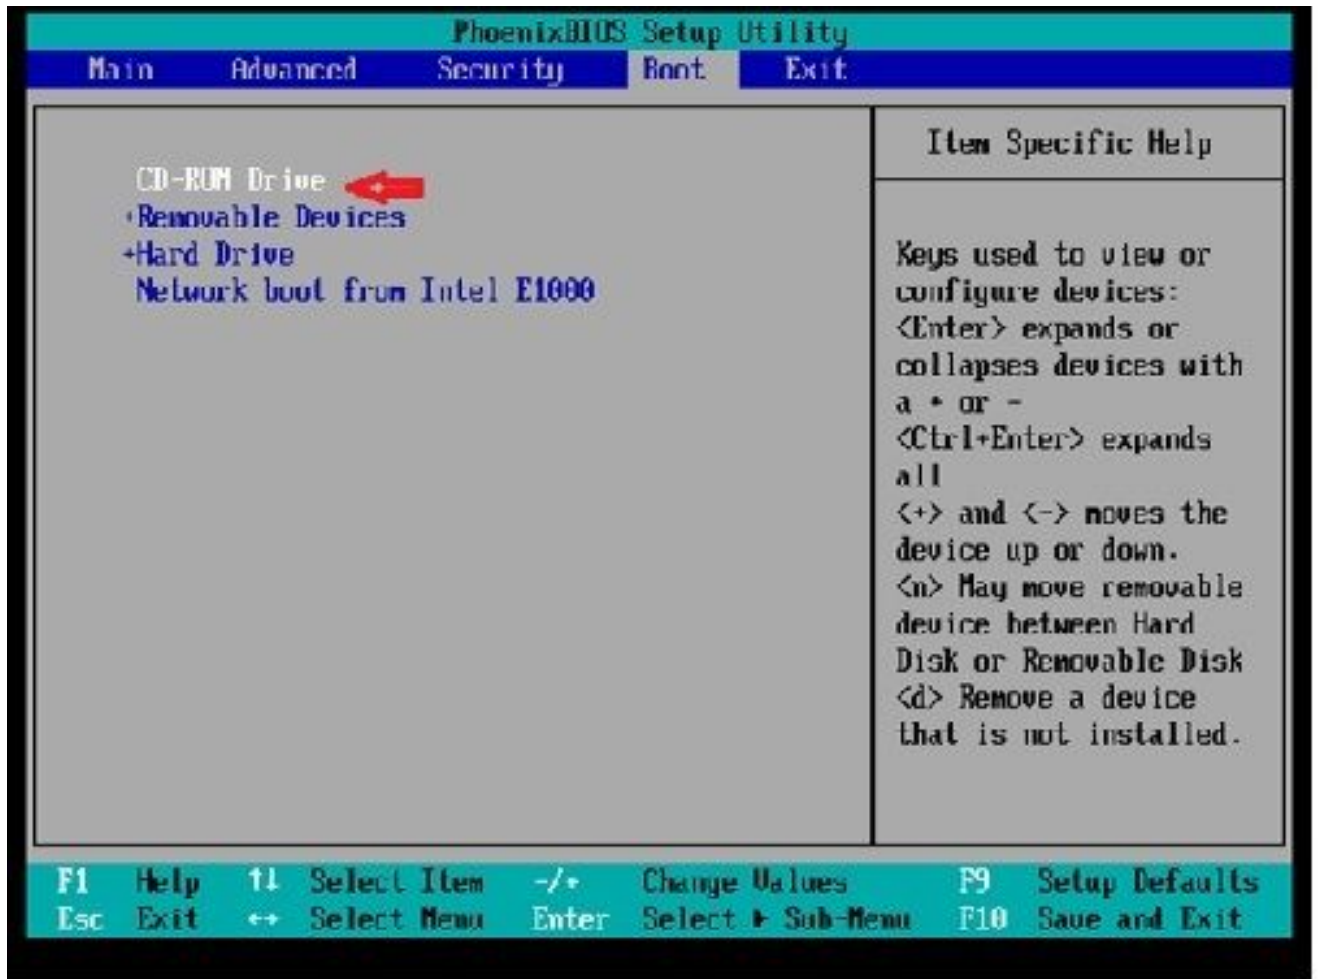 PhoenixBIOS Setup Utility
Main Advanced Security Boot Exit
CD-ROM Drive
+Removable Devices
+Hard Drive
Network boot from Intel E1000
Item Specific Help
Keys used to view or
configure devices:
<Enter> expands or
collapses devices with
a + or -
<Ctrl+Enter> expands
all
<+> and <-> moves the
device up or down.
<n> May move removable
device between Hard
Disk or Removable Disk
<d> Remove a device
that is not installed.
F1 Help ↑↓ Select Item -/+ Change Values F9 Setup Defaults
Esc Exit ↔ Select Menu Enter Select ▶ Sub-Menu F10 Save and Exit